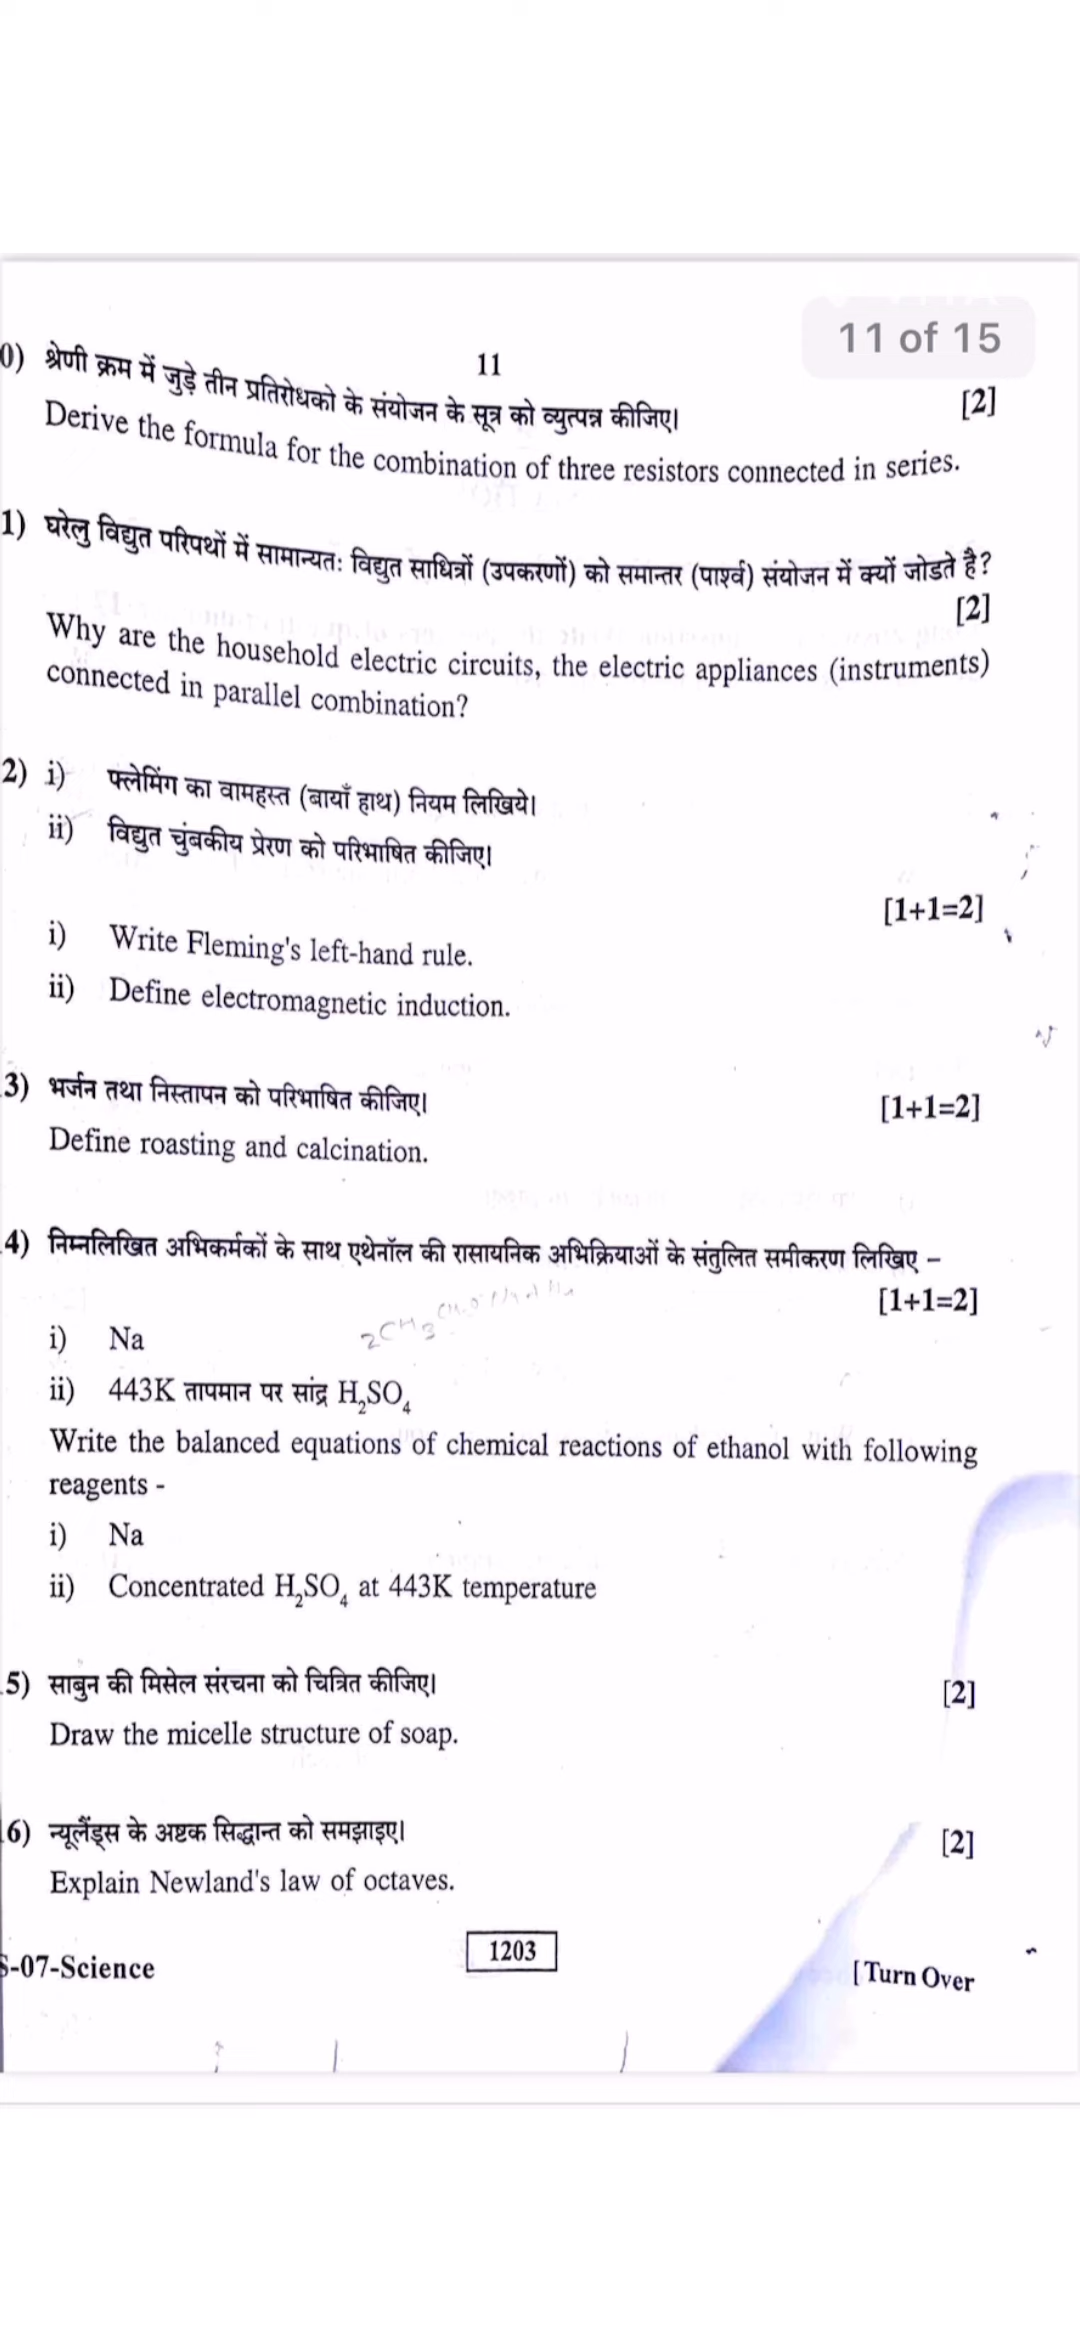 11 of 15
11
0) श्रेणी क्रम में जुड़े तीन प्रतिरोधको के संयोजन के सूत्र को व्युत्पन्न कीजिए।
[2]
Derive the formula for the combination of three resistors connected in series.
1) घरेलु विद्युत परिपथों में सामान्यतः विद्युत साधित्रों (उपकरणों) को समान्तर (पार्श्व) संयोजन में क्यों जोडते है?
[2]
Why are the household electric circuits, the electric appliances (instruments)
connected in parallel combination?
2) i) फ्लेमिंग का वामहस्त (बायाँ हाथ) नियम लिखिये।
ii) विद्युत चुंबकीय प्रेरण को परिभाषित कीजिए।
[1+1=2]
i) Write Fleming's left-hand rule.
ii) Define electromagnetic induction.
3) भर्जन तथा निस्तापन को परिभाषित कीजिए।
[1+1=2]
Define roasting and calcination.
4) निम्नलिखित अभिकर्मकों के साथ एथेनॉल की रासायनिक अभिक्रियाओं के संतुलित समीकरण लिखिए –
[1+1=2]
2CH₃
i) Na
ii) 443K तापमान पर सांद्र H₂SO₄
Write the balanced equations of chemical reactions of ethanol with following
reagents -
i) Na
ii) Concentrated H₂SO₄ at 443K temperature
5) साबुन की मिसेल संरचना को चित्रित कीजिए।
[2]
Draw the micelle structure of soap.
6) न्यूलैंड्स के अष्टक सिद्धान्त को समझाइए।
[2]
Explain Newland's law of octaves.
S-07-Science
1203
[ Turn Over